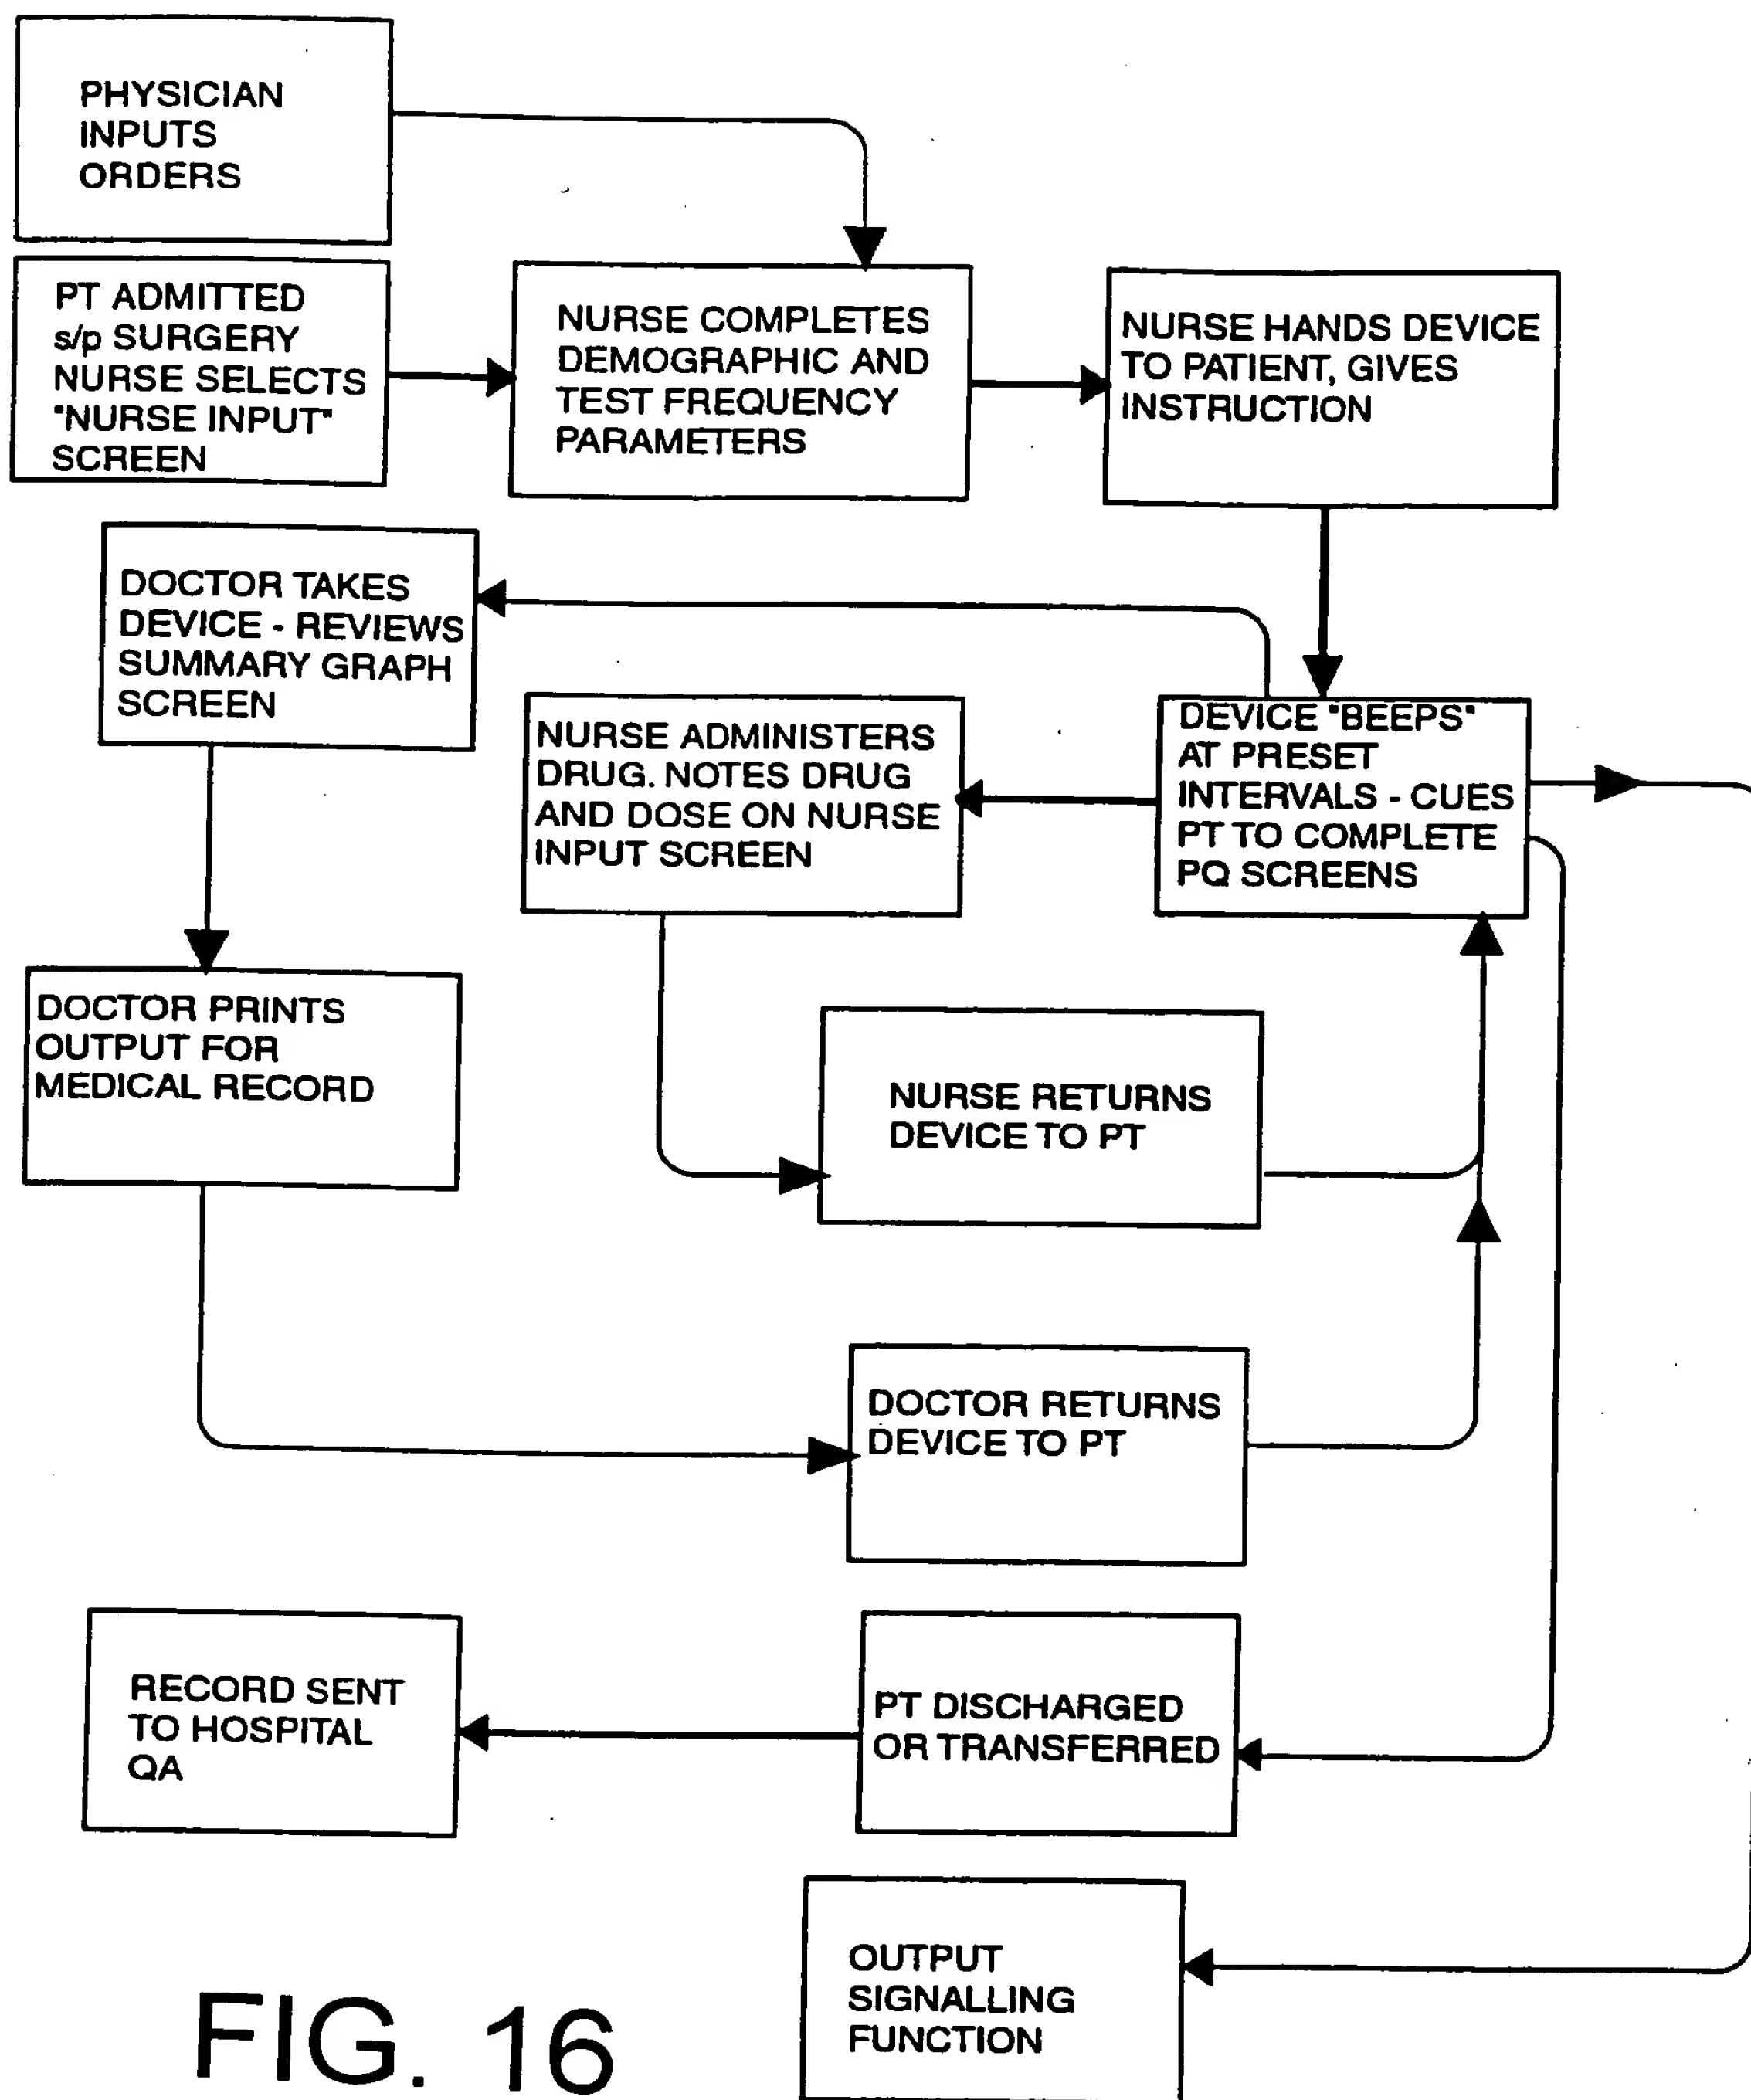 PHYSICIAN
INPUTS
ORDERS
PT ADMITTED
s/p SURGERY
NURSE SELECTS
"NURSE INPUT"
SCREEN
NURSE COMPLETES
DEMOGRAPHIC AND
TEST FREQUENCY
PARAMETERS
NURSE HANDS DEVICE
TO PATIENT, GIVES
INSTRUCTION
DOCTOR TAKES
DEVICE - REVIEWS
SUMMARY GRAPH
SCREEN
NURSE ADMINISTERS
DRUG. NOTES DRUG
AND DOSE ON NURSE
INPUT SCREEN
DEVICE "BEEPS"
AT PRESET
INTERVALS - CUES
PT TO COMPLETE
PQ SCREENS
DOCTOR PRINTS
OUTPUT FOR
MEDICAL RECORD
NURSE RETURNS
DEVICE TO PT
DOCTOR RETURNS
DEVICE TO PT
RECORD SENT
TO HOSPITAL
QA
PT DISCHARGED
OR TRANSFERRED
OUTPUT
SIGNALLING
FUNCTION
FIG. 16